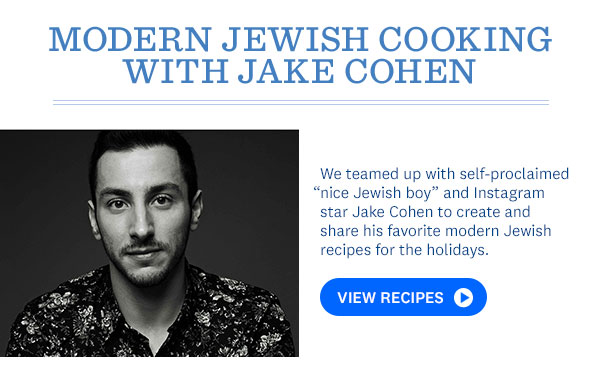 MODERN JEWISH COOKING
WITH JAKE COHEN
We teamed up with self-proclaimed
“nice Jewish boy” and Instagram
star Jake Cohen to create and
share his favorite modern Jewish
recipes for the holidays.
VIEW RECIPES